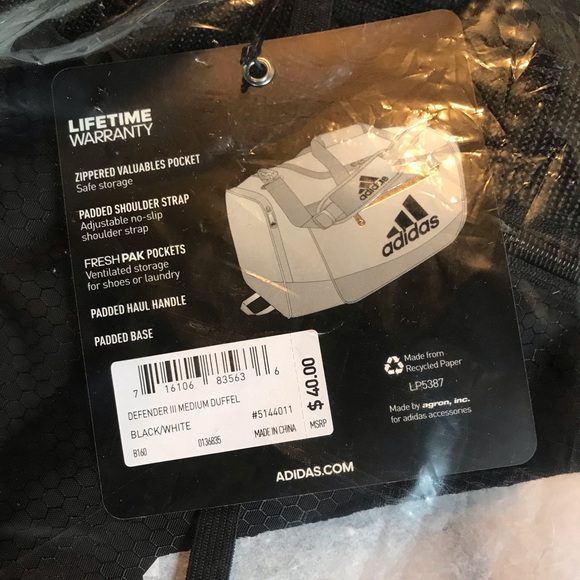 LIFETIME
WARRANTY
ZIPPERED VALUABLES POCKET
Safe storage
PADDED SHOULDER STRAP
Adjustable no-slip
shoulder strap
FRESHPAK POCKETS
Ventilated storage
for shoes or laundry
PADDED HAUL HANDLE
PADDED BASE
adidas
adidas
7 16106 83563 6
DEFENDER III MEDIUM DUFFEL
#5144011
BLACK/WHITE
B160 0136835 MADE IN CHINA
$ 40.00
MSRP
Made from
Recycled Paper
LP5387
Made by agron, inc.
for adidas accessories
ADIDAS.COM